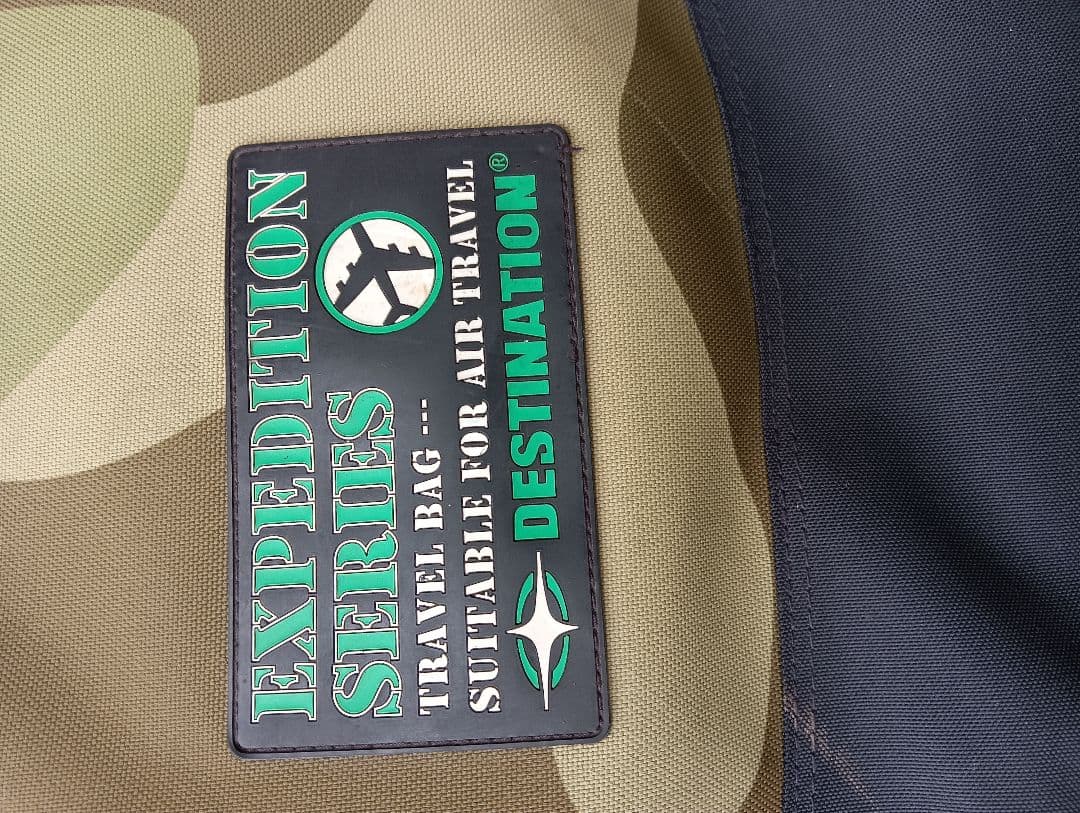 EXPEDITION
SERIES
TRAVEL BAG ---
SUITABLE FOR AIR TRAVEL
DESTINATION®